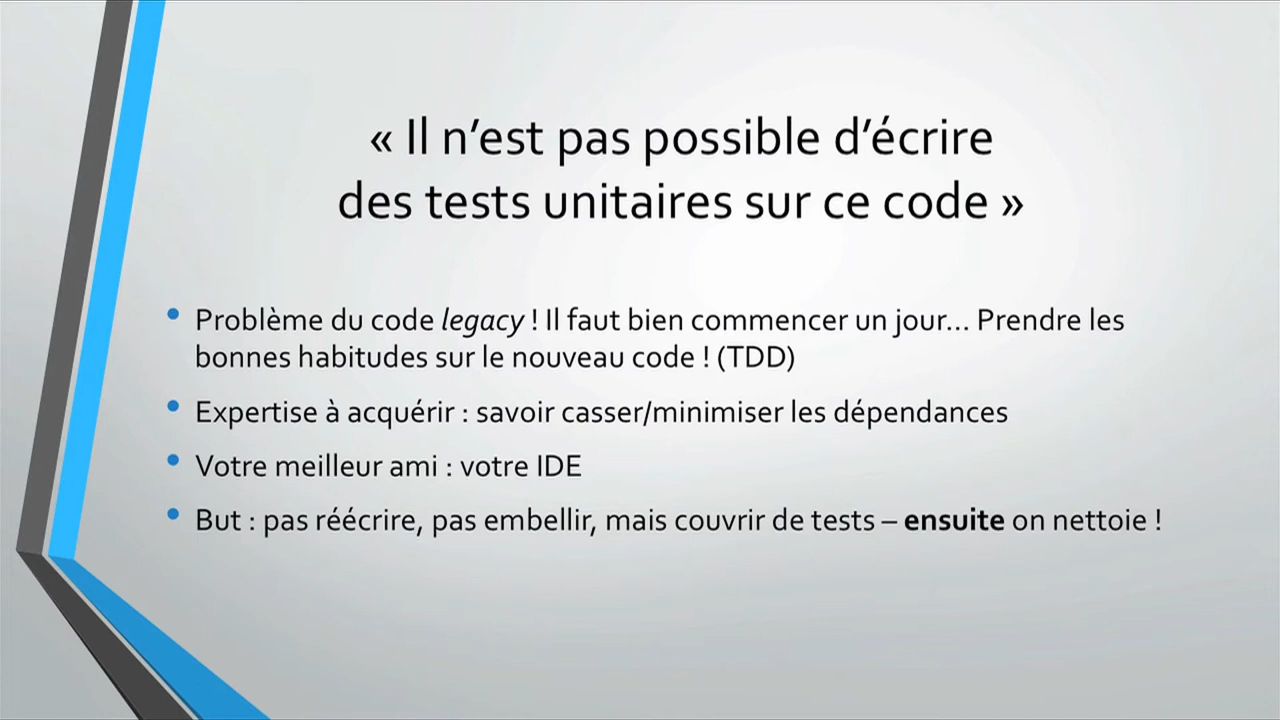 « Il n’est pas possible d’écrire
des tests unitaires sur ce code »
• Problème du code legacy ! Il faut bien commencer un jour… Prendre les
bonnes habitudes sur le nouveau code ! (TDD)
• Expertise à acquérir : savoir casser/minimiser les dépendances
• Votre meilleur ami : votre IDE
• But : pas réécrire, pas embellir, mais couvrir de tests – ensuite on nettoie !